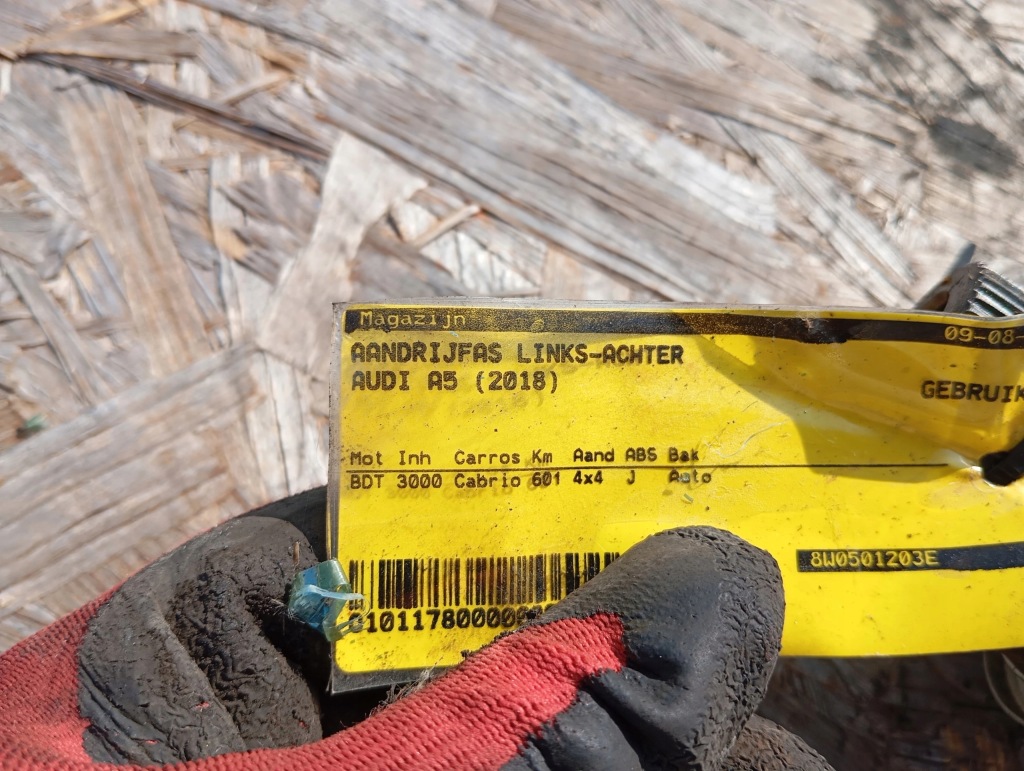 Magazijn 09-08-
AANDRIJFAS LINKS-ACHTER
AUDI A5 (2018)
GEBRUIK
Mot Inh Carros Km Aand ABS Bak
BDT 3000 Cabrio 601 4x4 J Auto
8W0501203E